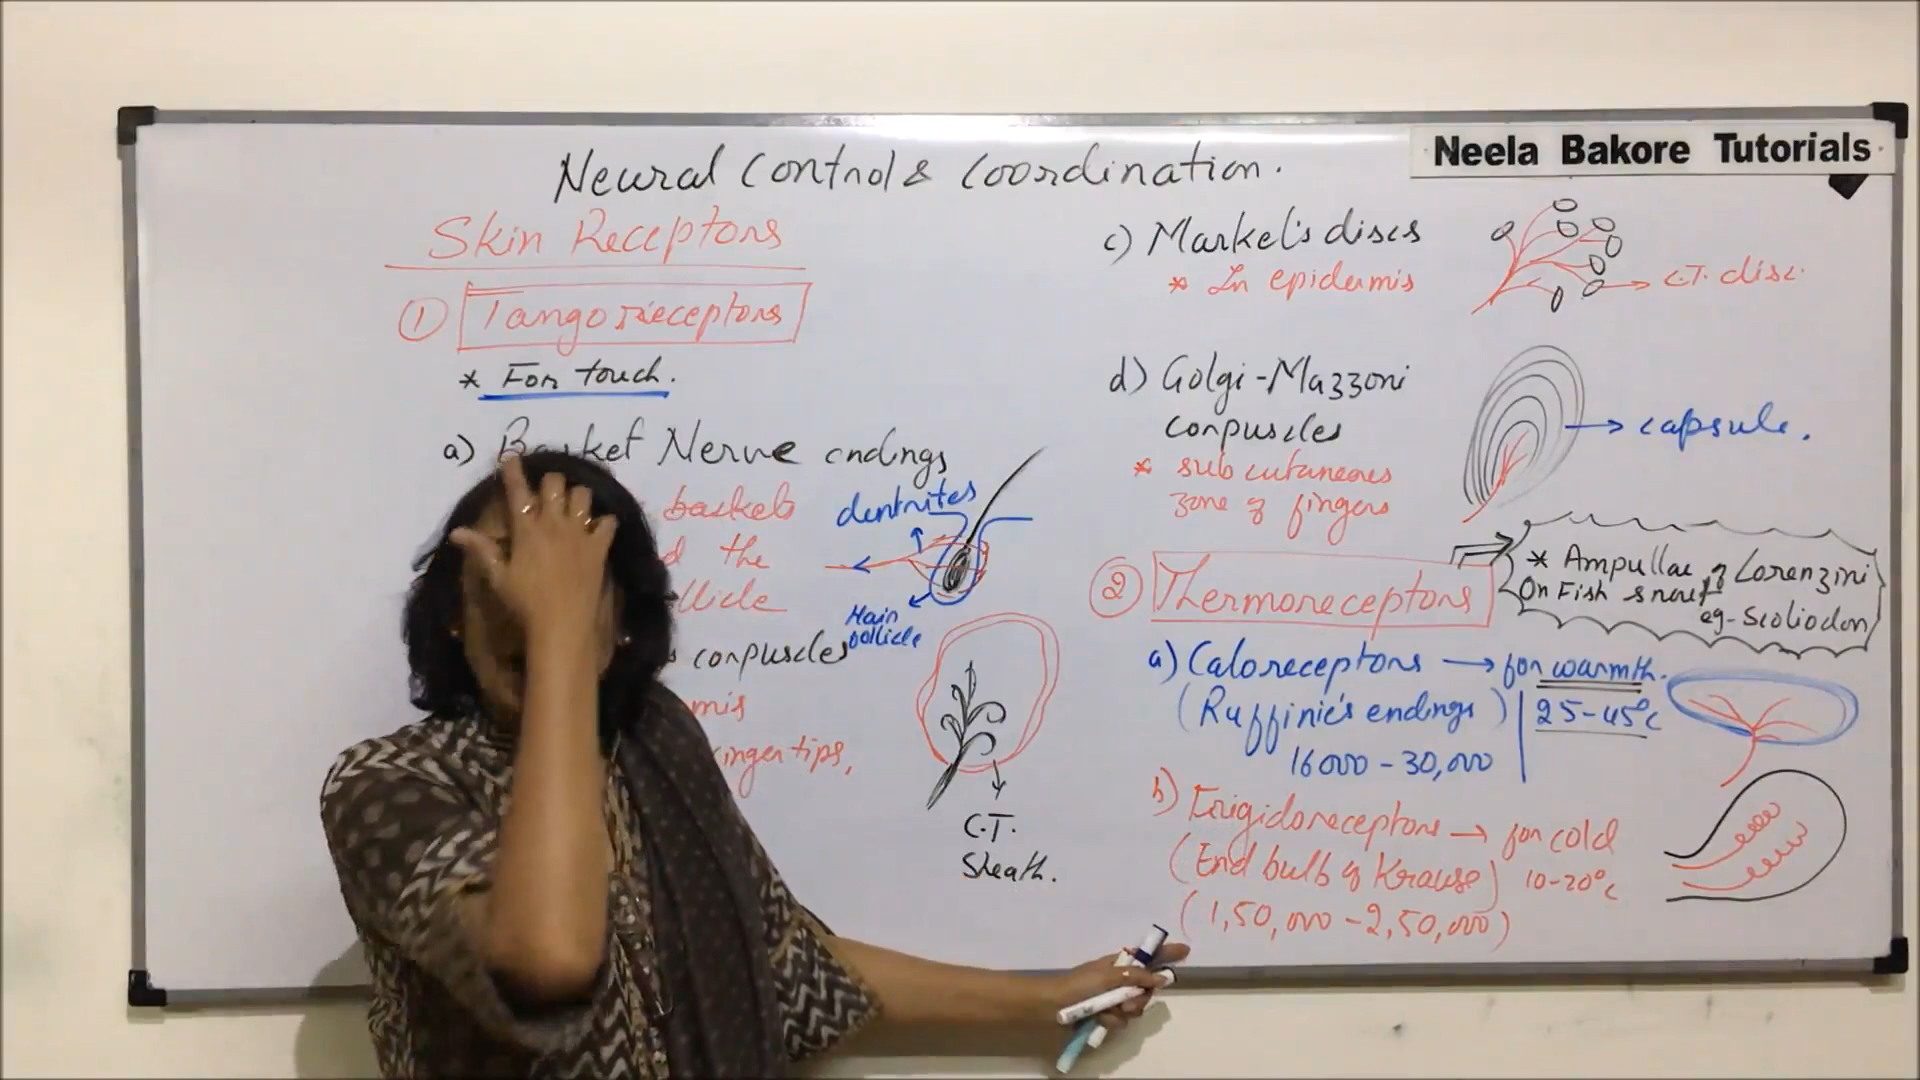 Neela Bakore Tutorials
Neural Control & Coordination.
Skin Receptors
① Tangoreceptors
* For touch.
a) Basket Nerve endings
baskets
the
dentrites
Hair
follicle
corpuscles
fingertips,
C.T.
Sheath.
c) Markel's discs
* In epidermis
C.T. disc.
d) Golgi-Mazzoni
corpuscles
* sub cutaneous
zone of fingers
capsule.
② Thermoreceptors
* Ampullae of Lorenzini
On Fish snout
eg- Scoliodon
a) Caloreceptors → for warmth.
(Ruffinie's endings) 25-45°c
16000 - 30,000
b) Frigidoreceptors → for cold
(End bulb of Krause) 10-20°c
(1,50,000 - 2,50,000)